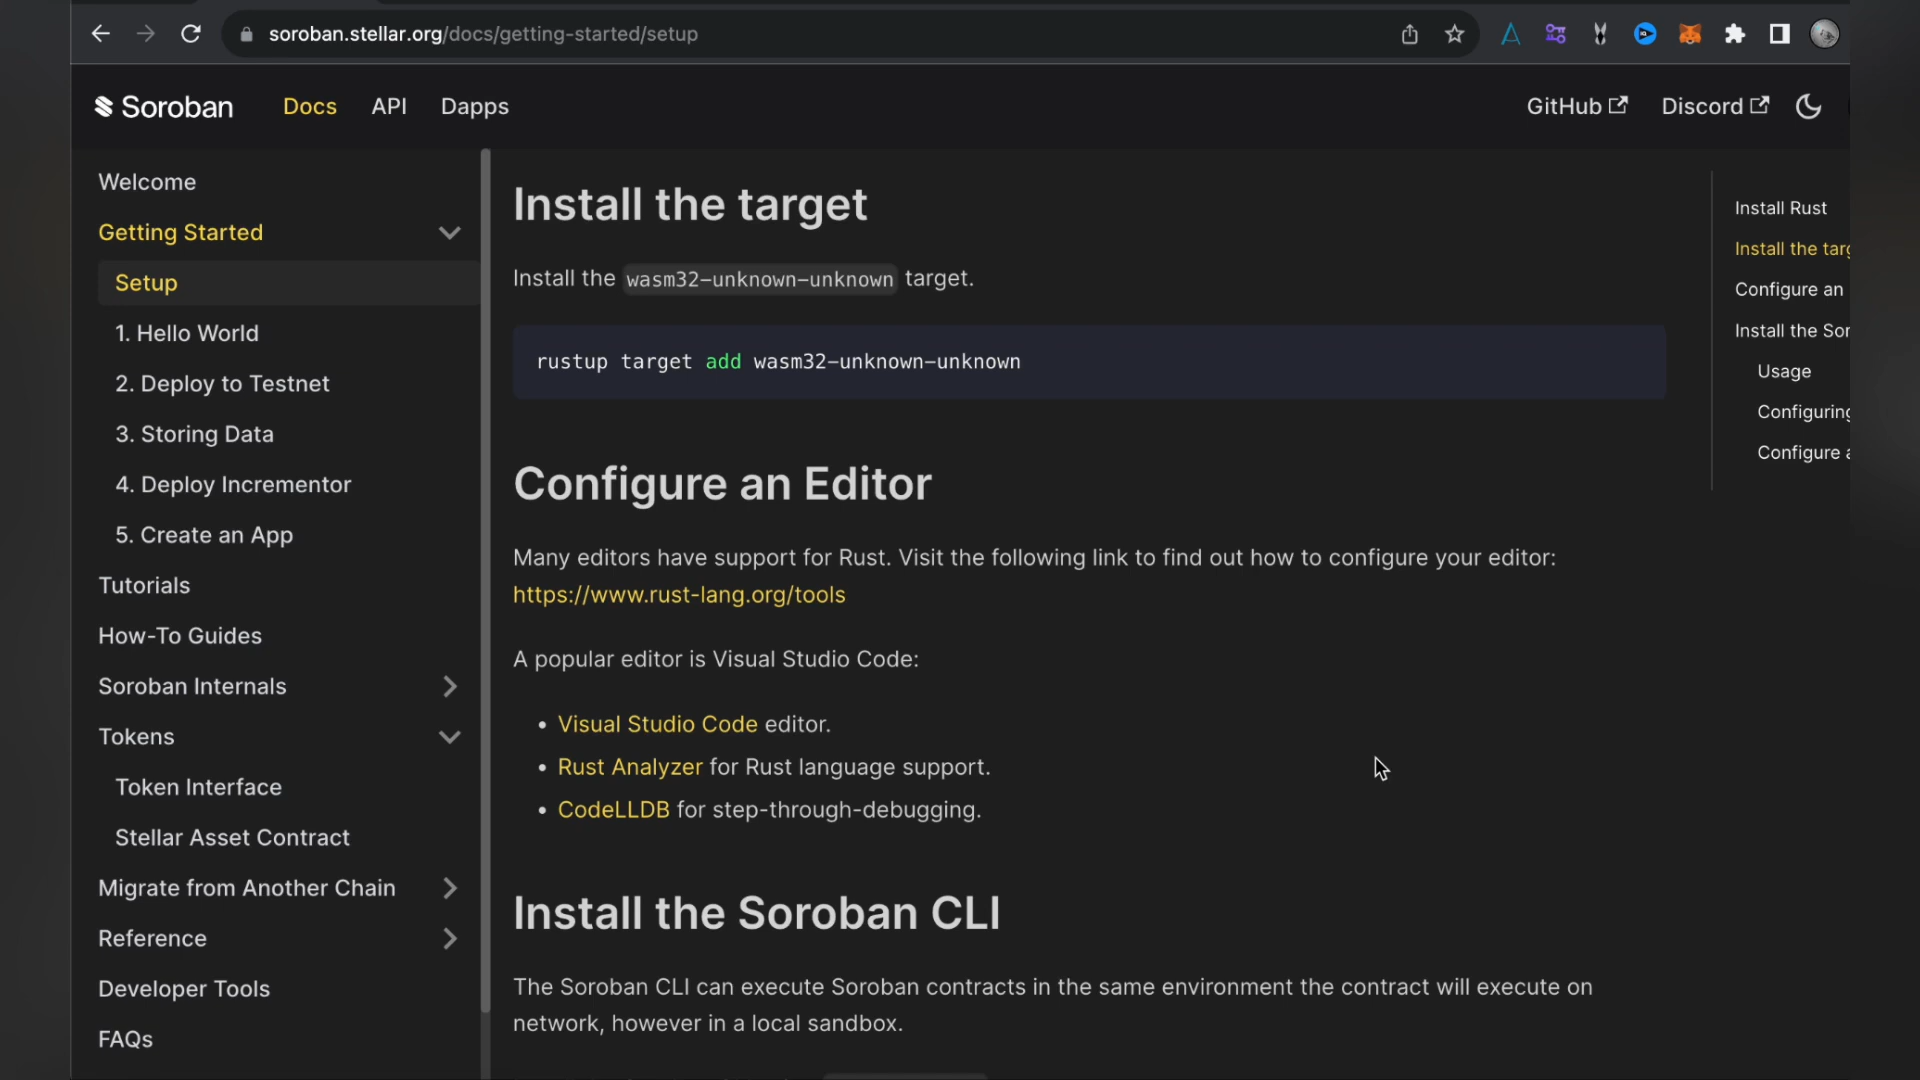 soroban.stellar.org/docs/getting-started/setup
Soroban
Docs
API
Dapps
GitHub
Discord
Welcome
Getting Started
Setup
1. Hello World
2. Deploy to Testnet
3. Storing Data
4. Deploy Incrementor
5. Create an App
Tutorials
How-To Guides
Soroban Internals
Tokens
Token Interface
Stellar Asset Contract
Migrate from Another Chain
Reference
Developer Tools
FAQs
Install the target
Install the wasm32-unknown-unknown target.
rustup target add wasm32-unknown-unknown
Configure an Editor
Many editors have support for Rust. Visit the following link to find out how to configure your editor:
https://www.rust-lang.org/tools
A popular editor is Visual Studio Code:
• Visual Studio Code editor.
• Rust Analyzer for Rust language support.
• CodeLLDB for step-through-debugging.
Install the Soroban CLI
The Soroban CLI can execute Soroban contracts in the same environment the contract will execute on
network, however in a local sandbox.
Install Rust
Install the
Configure an
Install the
Usage
Configuring
Configure